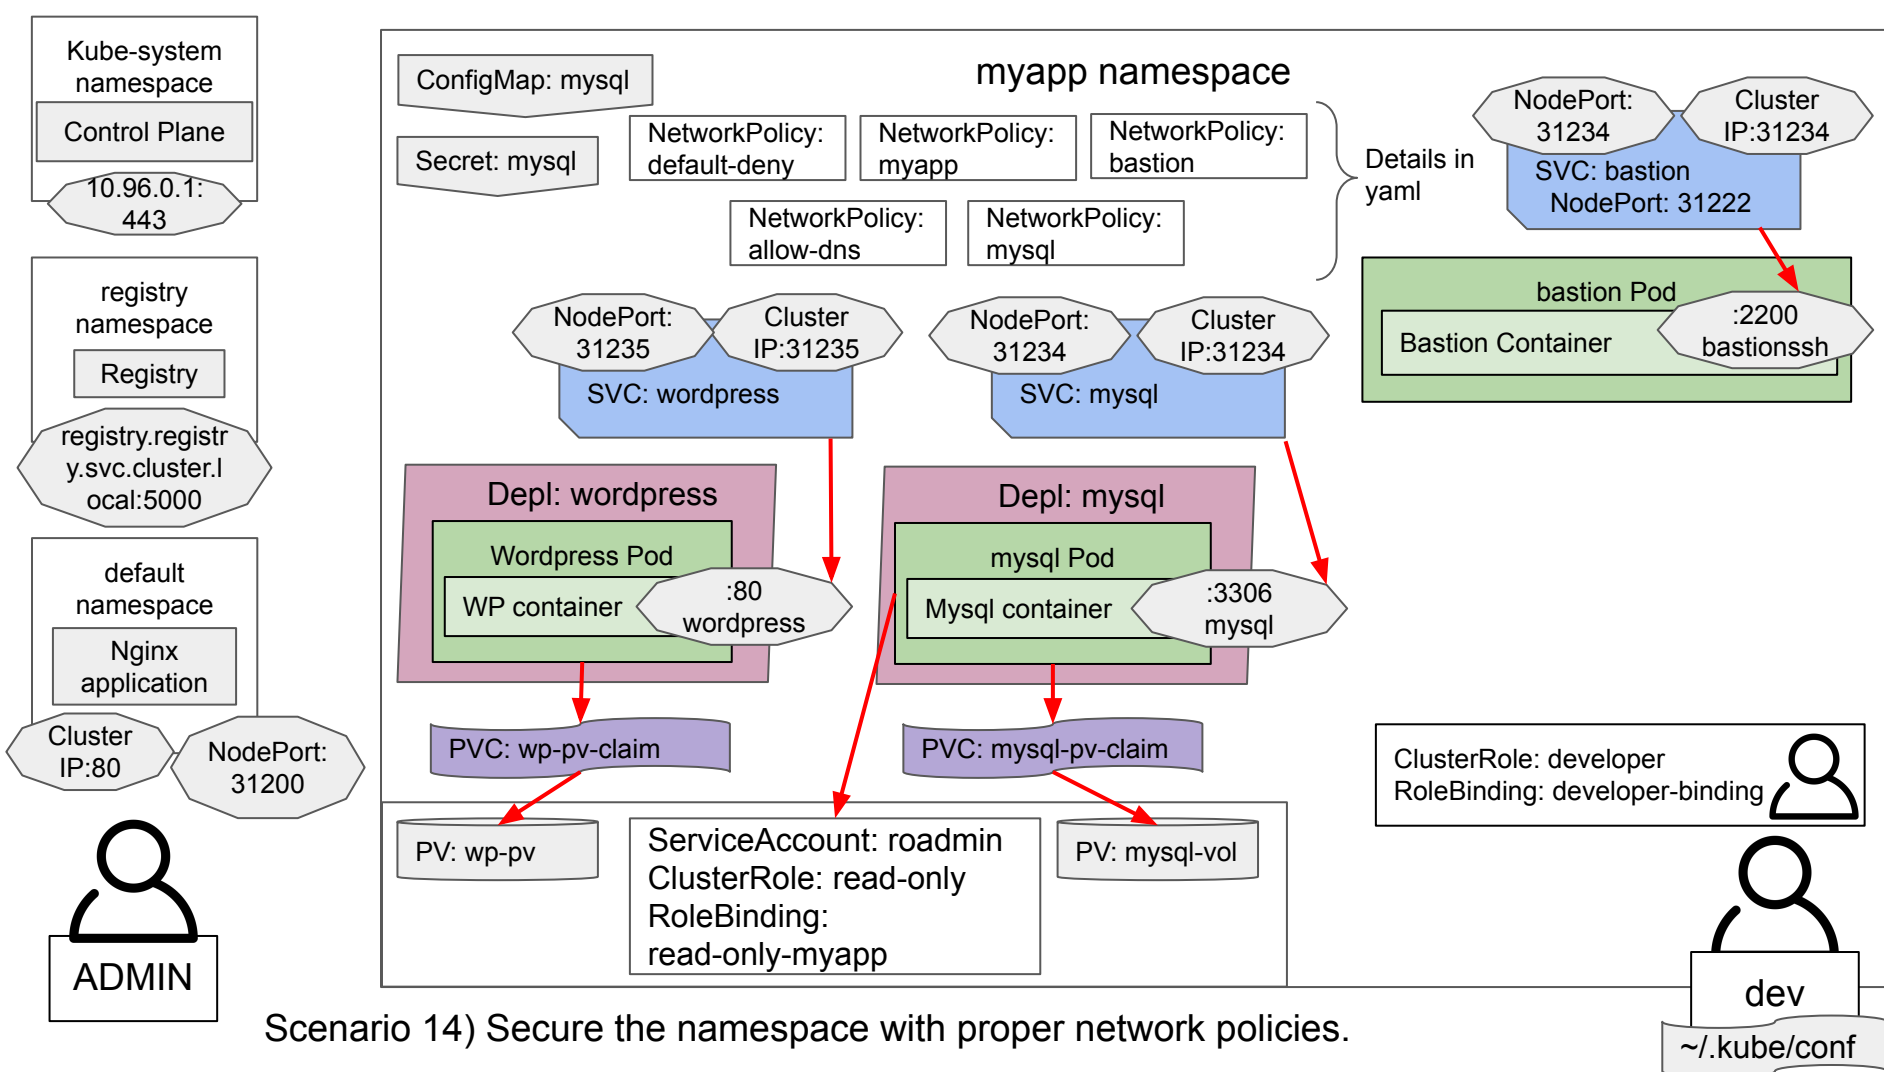 Kube-system
namespace
Control Plane
10.96.0.1:
443
registry
namespace
Registry
registry.registr
y.svc.cluster.l
ocal:5000
default
namespace
Nginx
application
Cluster
IP:80
NodePort:
31200
ADMIN
myapp namespace
ConfigMap: mysql
Secret: mysql
NetworkPolicy:
default-deny
NetworkPolicy:
myapp
NetworkPolicy:
bastion
NetworkPolicy:
allow-dns
NetworkPolicy:
mysql
Details in
yaml
NodePort:
31234
Cluster
IP:31234
SVC: bastion
NodePort: 31222
bastion Pod
Bastion Container
:2200
bastionssh
NodePort:
31235
Cluster
IP:31235
SVC: wordpress
NodePort:
31234
Cluster
IP:31234
SVC: mysql
Depl: wordpress
Wordpress Pod
WP container
:80
wordpress
Depl: mysql
mysql Pod
Mysql container
:3306
mysql
PVC: wp-pv-claim
PVC: mysql-pv-claim
PV: wp-pv
ServiceAccount: roadmin
ClusterRole: read-only
RoleBinding:
read-only-myapp
PV: mysql-vol
ClusterRole: developer
RoleBinding: developer-binding
dev
~/.kube/conf
Scenario 14) Secure the namespace with proper network policies.